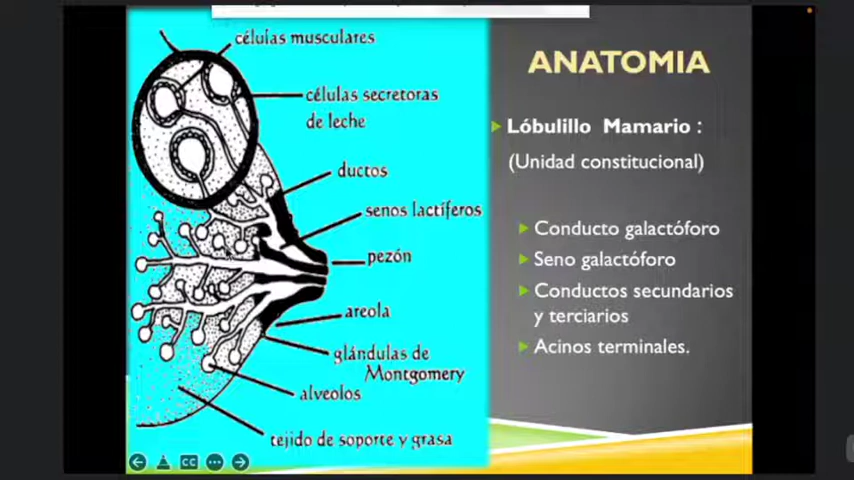 células musculares
células secretoras
de leche
ductos
senos lactíferos
pezón
areola
glándulas de
Montgomery
alveolos
tejido de soporte y grasa
ANATOMIA
Lóbulillo Mamario :
(Unidad constitucional)
Conducto galactóforo
Seno galactóforo
Conductos secundarios
y terciarios
Acinos terminales.
CC